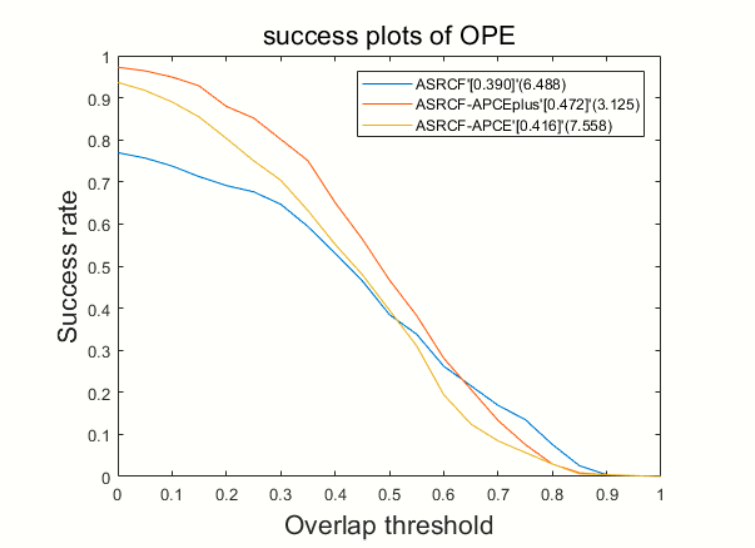 success plots of OPE
ASRCF'[0.390]'(6.488)
ASRCF-APCEplus'[0.472]'(3.125)
ASRCF-APCE'[0.416]'(7.558)
Success rate
1
0.9
0.8
0.7
0.6
0.5
0.4
0.3
0.2
0.1
0
0 0.1 0.2 0.3 0.4 0.5 0.6 0.7 0.8 0.9 1
Overlap threshold